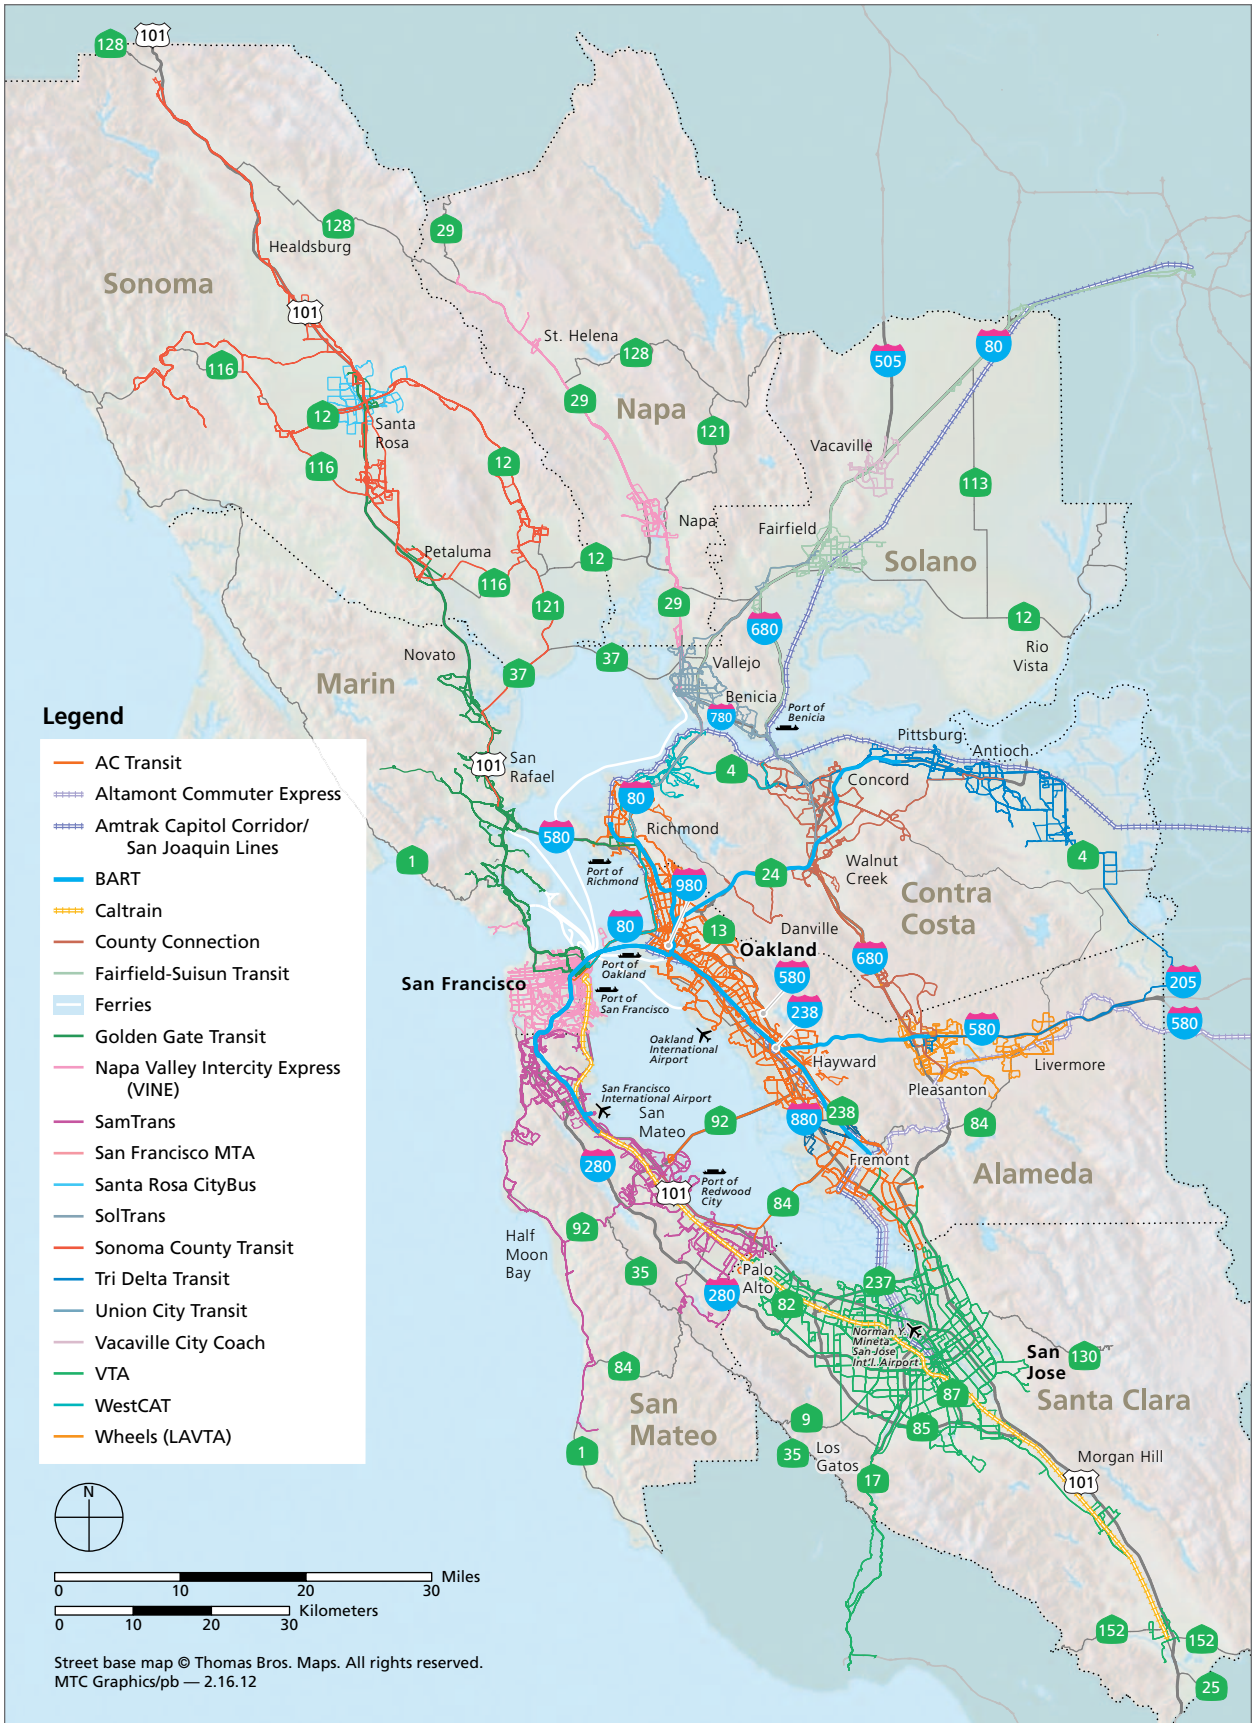 101
128
128
29
Healdsburg
Sonoma
101
St. Helena
128
505
80
116
29
Napa
12
Santa
Rosa
121
Vacaville
116
12
113
Napa
Fairfield
Petaluma
12
Solano
116
121
29
680
12
Rio
Vista
Novato
37
37
Vallejo
Marin
Benicia
780
Port of
Benicia
Pittsburg
Antioch
101
San
Rafael
4
Concord
80
Richmond
580
1
Port of
Richmond
980
24
Walnut
Creek
4
Contra
Costa
80
13
Danville
Oakland
680
Port of
Oakland
San Francisco
Port of
San Francisco
580
205
238
580
580
Oakland
International
Airport
Hayward
Livermore
Pleasanton
San Francisco
International Airport
San
Mateo
92
880
238
84
280
Fremont
Port of
Redwood
City
101
84
Alameda
92
Half
Moon
Bay
35
Palo
Alto
280
82
237
Norman Y.
Mineta
San Jose
Int'l. Airport
San
Jose
130
84
87
Santa Clara
San
Mateo
9
85
1
35
Los
Gatos
17
Morgan Hill
101
152
152
25
Legend
AC Transit
Altamont Commuter Express
Amtrak Capitol Corridor/
San Joaquin Lines
BART
Caltrain
County Connection
Fairfield-Suisun Transit
Ferries
Golden Gate Transit
Napa Valley Intercity Express
(VINE)
SamTrans
San Francisco MTA
Santa Rosa CityBus
SolTrans
Sonoma County Transit
Tri Delta Transit
Union City Transit
Vacaville City Coach
VTA
WestCAT
Wheels (LAVTA)
N
Miles
0 10 20 30
Kilometers
0 10 20 30
Street base map © Thomas Bros. Maps. All rights reserved.
MTC Graphics/pb — 2.16.12